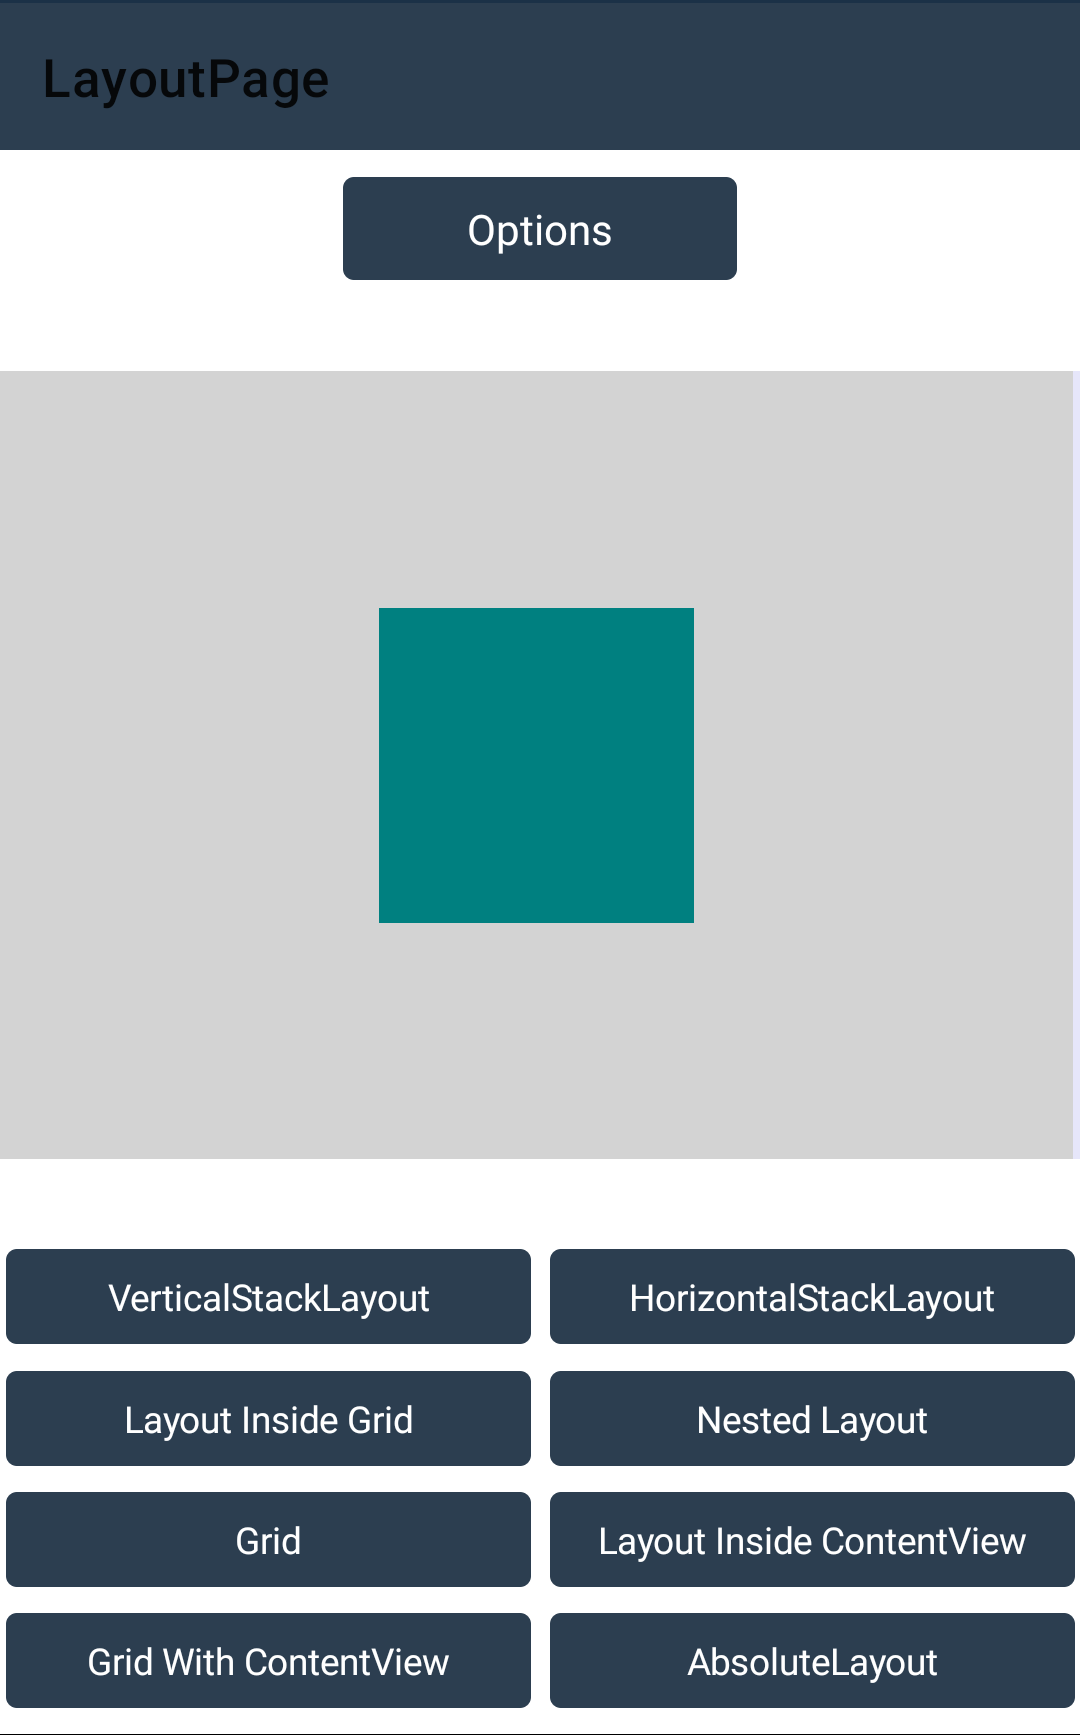 LayoutPage
Options
VerticalStackLayout
HorizontalStackLayout
Layout Inside Grid
Nested Layout
Grid
Layout Inside ContentView
Grid With ContentView
AbsoluteLayout